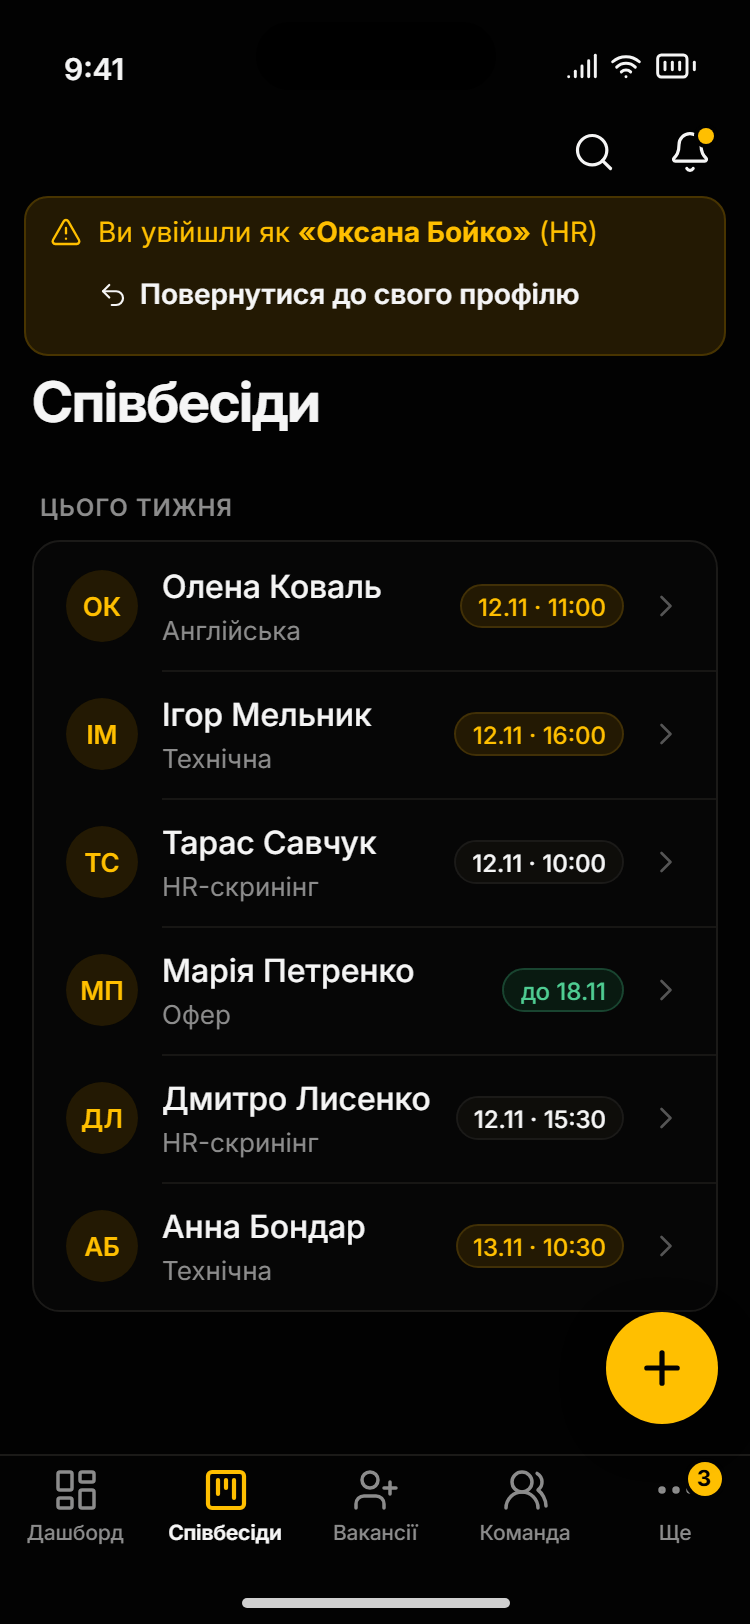 9:41
Ви увійшли як «Оксана Бойко» (HR)
Повернутися до свого профілю
Співбесіди
ЦЬОГО ТИЖНЯ
ОК
Олена Коваль
12.11 · 11:00
Англійська
ІМ
Ігор Мельник
12.11 · 16:00
Технічна
ТС
Тарас Савчук
12.11 · 10:00
HR-скринінг
МП
Марія Петренко
до 18.11
Офер
ДЛ
Дмитро Лисенко
12.11 · 15:30
HR-скринінг
АБ
Анна Бондар
13.11 · 10:30
Технічна
3
Дашборд
Співбесіди
Вакансії
Команда
Ще